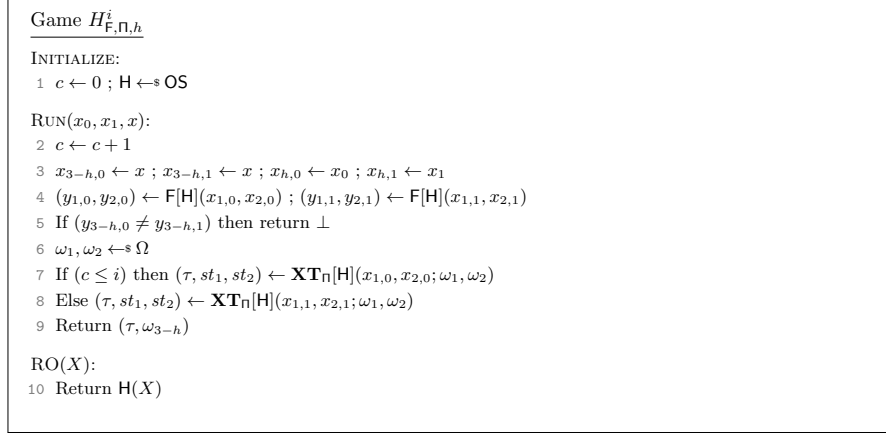 Game H^i_{F,Π,h}
INITIALIZE:
1 c ← 0 ; H ←$ OS
RUN(x_0, x_1, x):
2 c ← c + 1
3 x_{3−h,0} ← x ; x_{3−h,1} ← x ; x_{h,0} ← x_0 ; x_{h,1} ← x_1
4 (y_{1,0}, y_{2,0}) ← F[H](x_{1,0}, x_{2,0}) ; (y_{1,1}, y_{2,1}) ← F[H](x_{1,1}, x_{2,1})
5 If (y_{3−h,0} ≠ y_{3−h,1}) then return ⊥
6 ω_1, ω_2 ←$ Ω
7 If (c ≤ i) then (τ, st_1, st_2) ← XT_Π[H](x_{1,0}, x_{2,0}; ω_1, ω_2)
8 Else (τ, st_1, st_2) ← XT_Π[H](x_{1,1}, x_{2,1}; ω_1, ω_2)
9 Return (τ, ω_{3−h})
RO(X):
10 Return H(X)